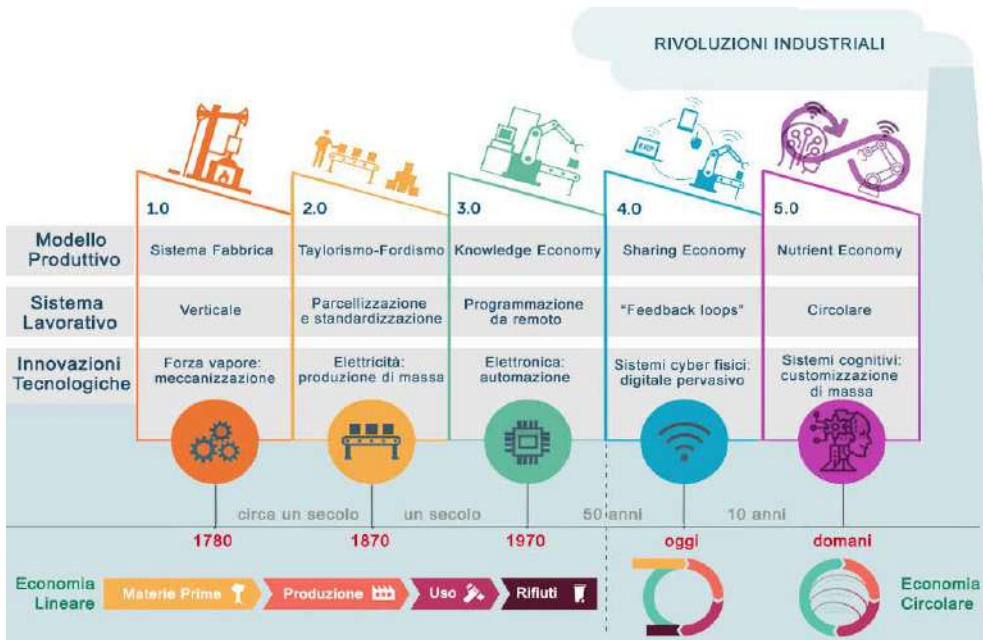 RIVOLUZIONI INDUSTRIALI
1.0
2.0
3.0
4.0
5.0
Modello
Produttivo
Sistema Fabbrica
Taylorismo-Fordismo
Knowledge Economy
Sharing Economy
Nutrient Economy
Sistema
Lavorativo
Verticale
Parcellizzazione
e standardizzazione
Programmazione
da remoto
"Feedback loops"
Circolare
Innovazioni
Tecnologiche
Forza vapore:
meccanizzazione
Elettricità:
produzione di massa
Elettronica:
automazione
Sistemi cyber fisici:
digitale pervasivo
Sistemi cognitivi:
customizzazione
di massa
circa un secolo
un secolo
50 anni
10 anni
1780
1870
1970
oggi
domani
Economia
Lineare
Materie Prime
Produzione
Uso
Rifiuti
Economia
Circolare